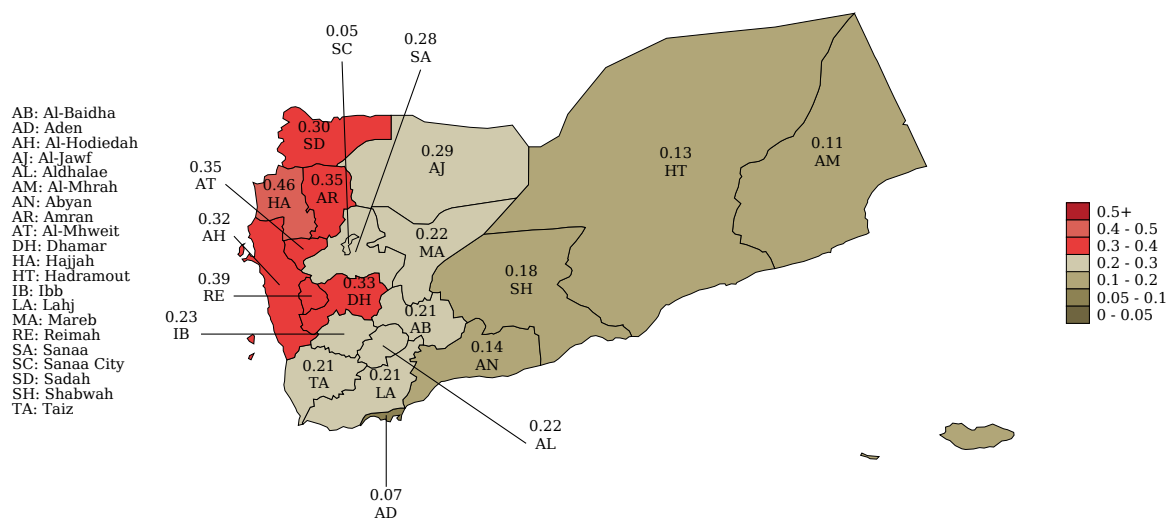 0.05
SC
0.28
SA
AB: Al-Baidha
AD: Aden
AH: Al-Hodiedah
AJ: Al-Jawf
AL: Aldhalae
AM: Al-Mhrah
AN: Abyan
AR: Amran
AT: Al-Mhweit
DH: Dhamar
HA: Hajjah
HT: Hadramout
IB: Ibb
LA: Lahj
MA: Mareb
RE: Reimah
SA: Sanaa
SC: Sanaa City
SD: Sadah
SH: Shabwah
TA: Taiz
0.30
SD
0.29
AJ
0.13
HT
0.11
AM
0.35
AT
0.46
HA
0.35
AR
0.32
AH
0.22
MA
0.39
RE
0.33
DH
0.18
SH
0.23
IB
0.21
AB
0.14
AN
0.21
TA
0.21
LA
0.22
AL
0.07
AD
0.5+
0.4 - 0.5
0.3 - 0.4
0.2 - 0.3
0.1 - 0.2
0.05 - 0.1
0 - 0.05